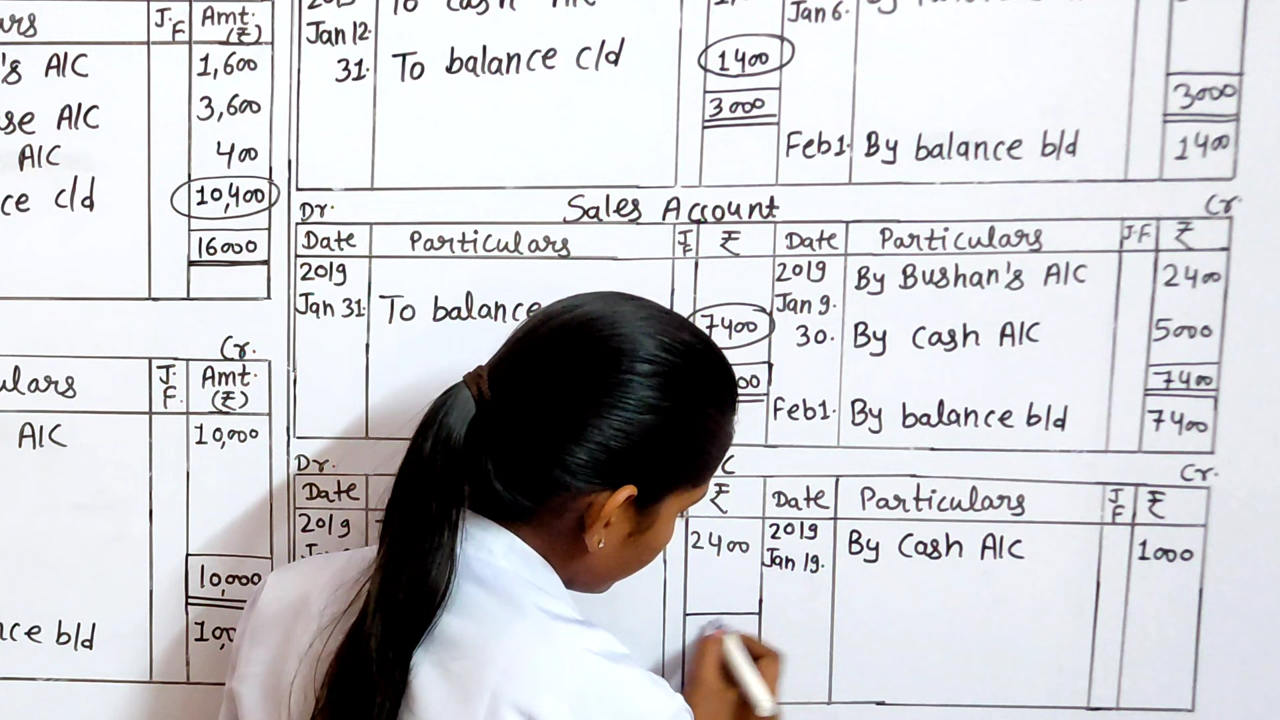 J.F Amt. (₹)
's A/C 1,600
se A/C 3,600
A/C 400
ce c/d 10,400
16000
Cr.
ulars J.F. Amt. (₹)
A/C 10,000
10,000
nce b/d
Jan 12.
31. To balance c/d 1400
3000
Jan 6.
3000
Feb 1. By balance b/d 1400
Dr. Sales Account Cr.
Date Particulars J.F ₹ Date Particulars J.F ₹
2019 2019 By Bushan's A/C 2400
Jan 31. To balance 7400 Jan 9.
30. By Cash A/C 5000
00 7400
Feb 1. By balance b/d 7400
Dr. C Cr.
Date ₹ Date Particulars J.F ₹
2019 2400 2019 By Cash A/C 1000
Jan 19.